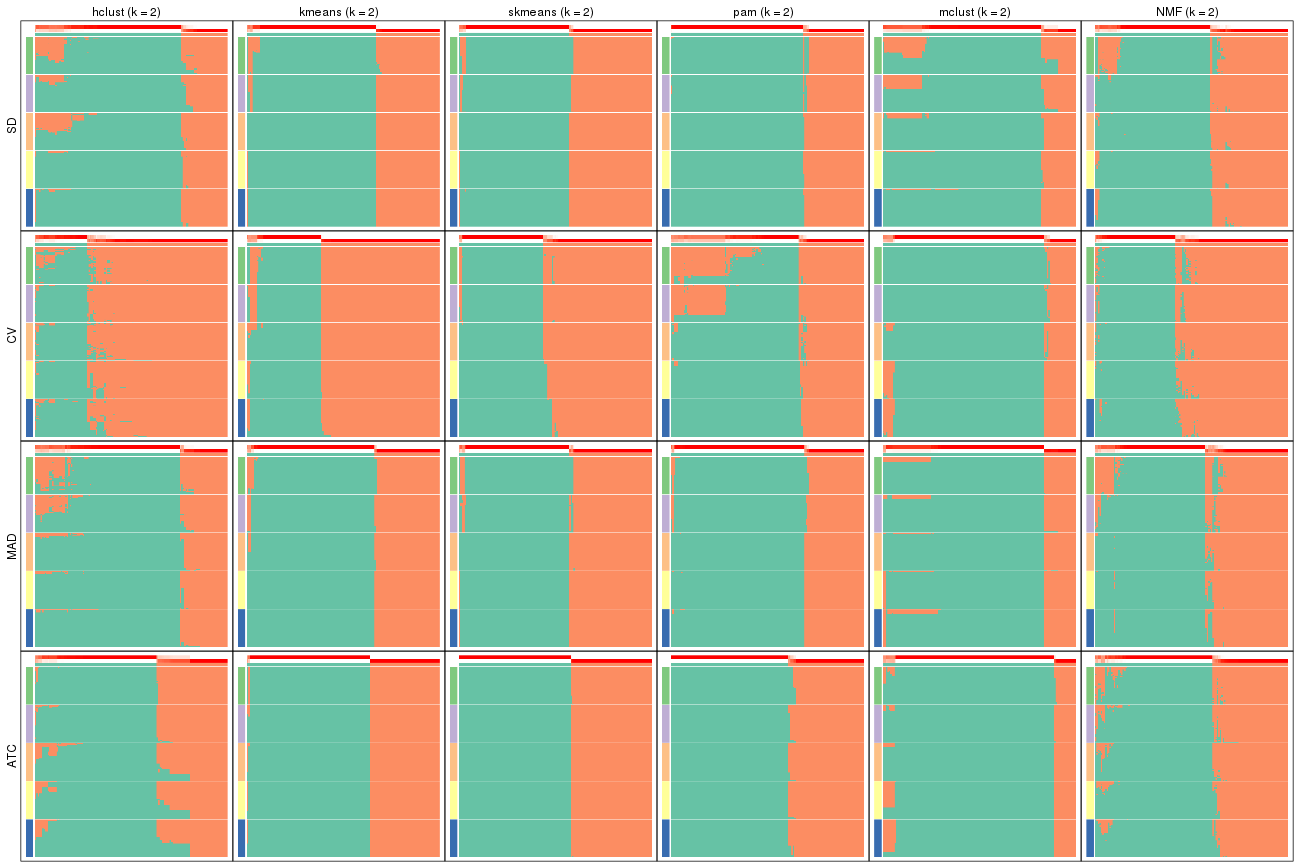 hclust (k = 2)
kmeans (k = 2)
skmeans (k = 2)
pam (k = 2)
mclust (k = 2)
NMF (k = 2)
SD
CV
MAD
ATC